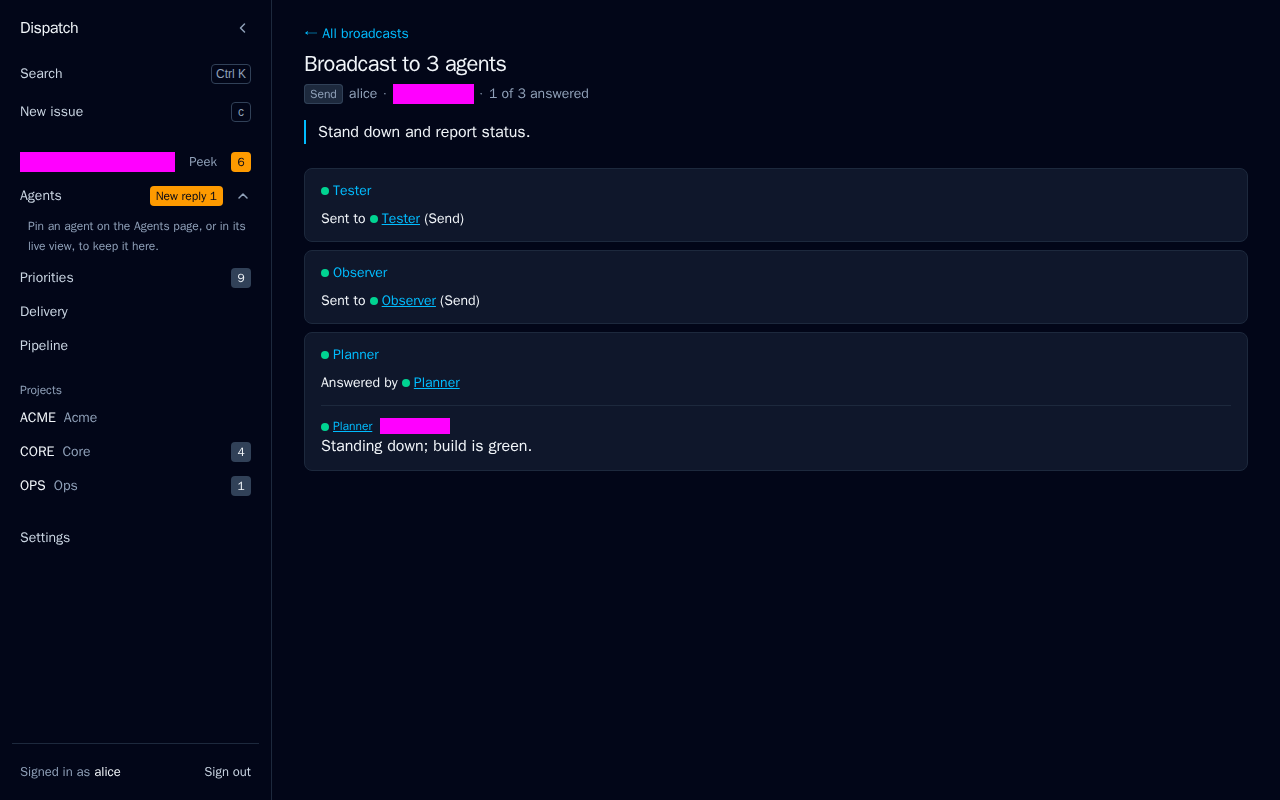 Dispatch
Search Ctrl K
New issue c
Peek 6
Agents New reply 1
Pin an agent on the Agents page, or in its
live view, to keep it here.
Priorities 9
Delivery
Pipeline
Projects
ACME Acme
CORE Core 4
OPS Ops 1
Settings
Signed in as alice Sign out
← All broadcasts
Broadcast to 3 agents
Send alice · · 1 of 3 answered
Stand down and report status.
Tester
Sent to Tester (Send)
Observer
Sent to Observer (Send)
Planner
Answered by Planner
Planner
Standing down; build is green.